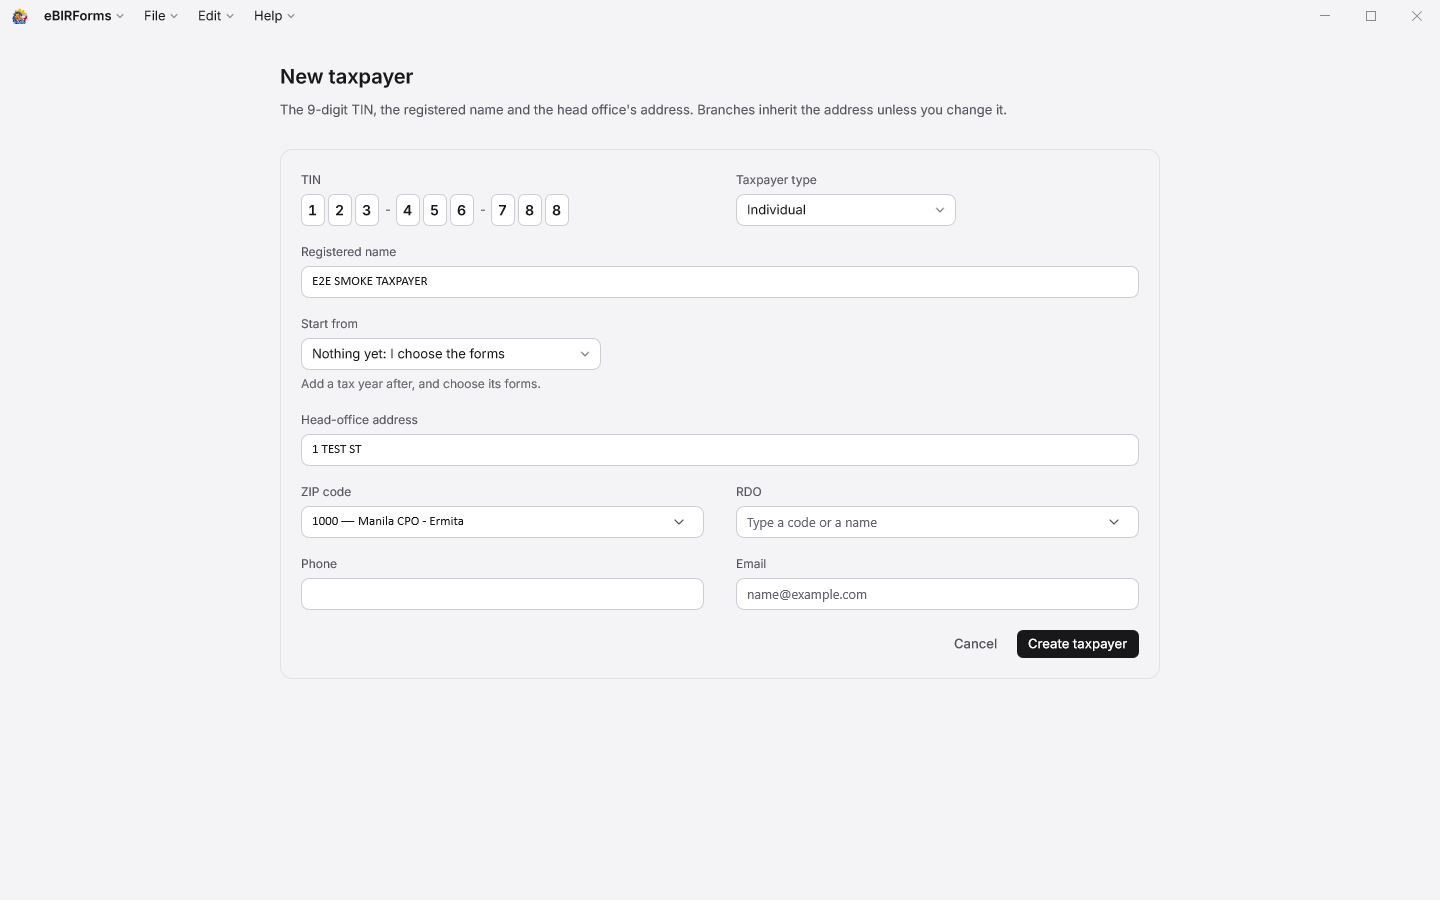 eBIRForms File Edit Help
New taxpayer
The 9-digit TIN, the registered name and the head office's address. Branches inherit the address unless you change it.
TIN Taxpayer type
1 2 3 - 4 5 6 - 7 8 8 Individual
Registered name
E2E SMOKE TAXPAYER
Start from
Nothing yet: I choose the forms
Add a tax year after, and choose its forms.
Head-office address
1 TEST ST
ZIP code RDO
1000 — Manila CPO - Ermita Type a code or a name
Phone Email
name@example.com
Cancel Create taxpayer